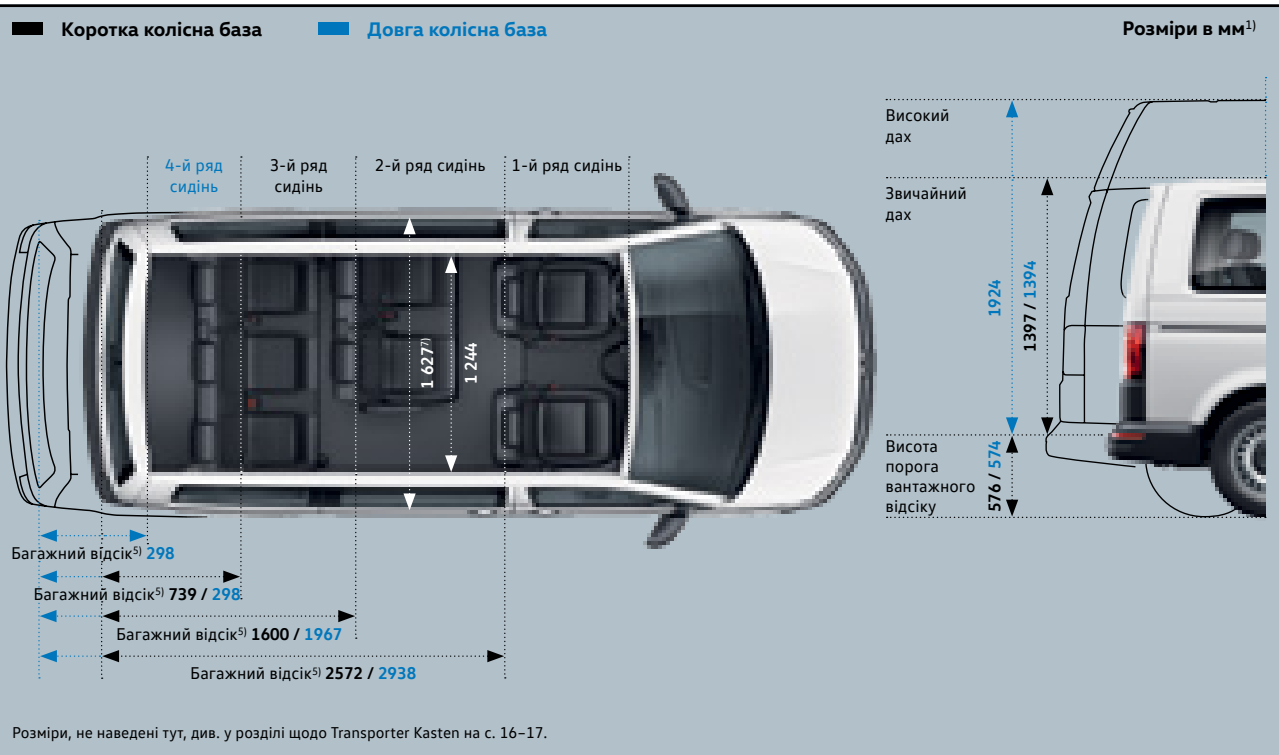 Коротка колісна база
Довга колісна база
Розміри в мм1)
4-й ряд
сидінь
3-й ряд
сидінь
2-й ряд сидінь
1-й ряд сидінь
1 6277)
1 244
Багажний відсік5) 298
Багажний відсік5) 739 / 298
Багажний відсік5) 1600 / 1967
Багажний відсік5) 2572 / 2938
Високий
дах
Звичайний
дах
1924
1397 / 1394
Висота
порога
вантажного
відсіку
576 / 574
Розміри, не наведені тут, див. у розділі щодо Transporter Kasten на с. 16–17.